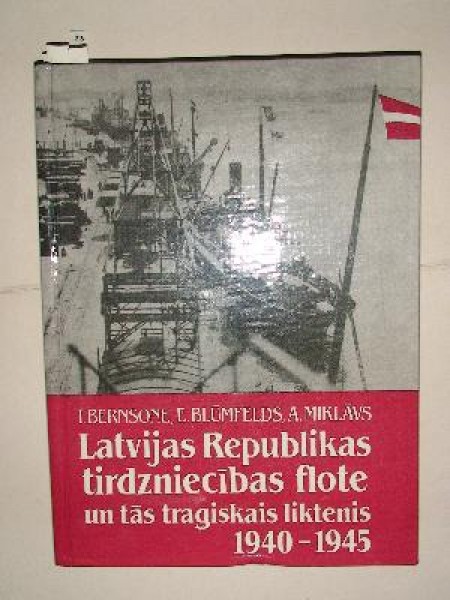 I. BERNSONE, E. BLŪMFELDS, A. MIKLĀVS
Latvijas Republikas
tirdzniecības flote
un tās traģiskais liktenis
1940 – 1945